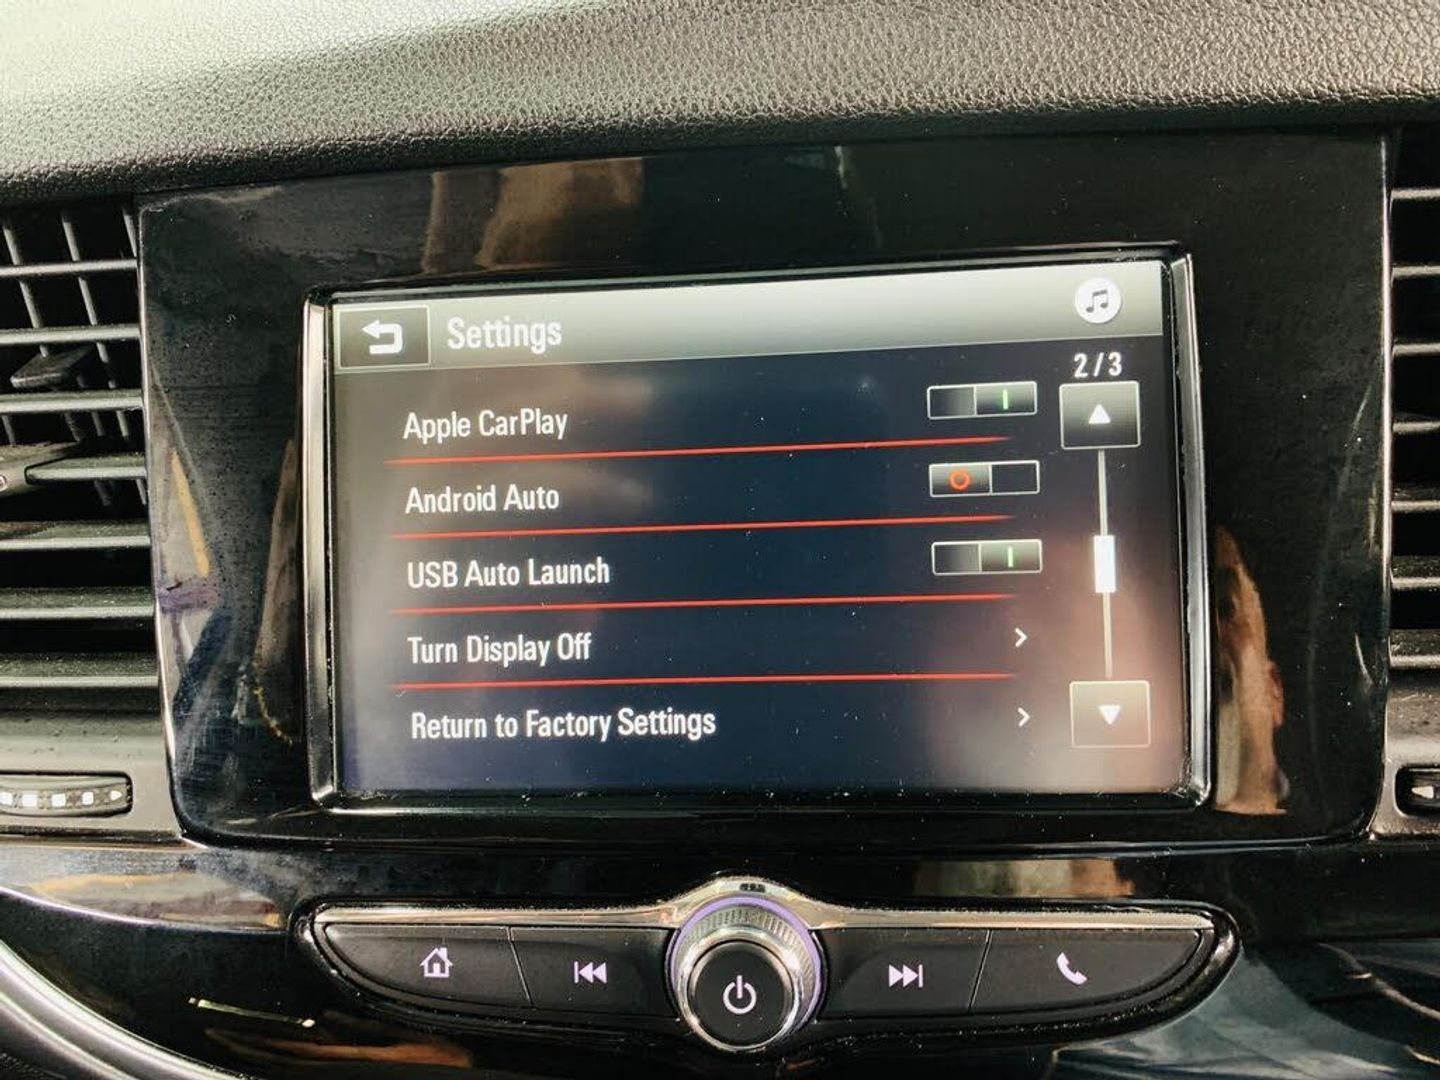 Settings
2/3
Apple CarPlay
Android Auto
USB Auto Launch
Turn Display Off
Return to Factory Settings